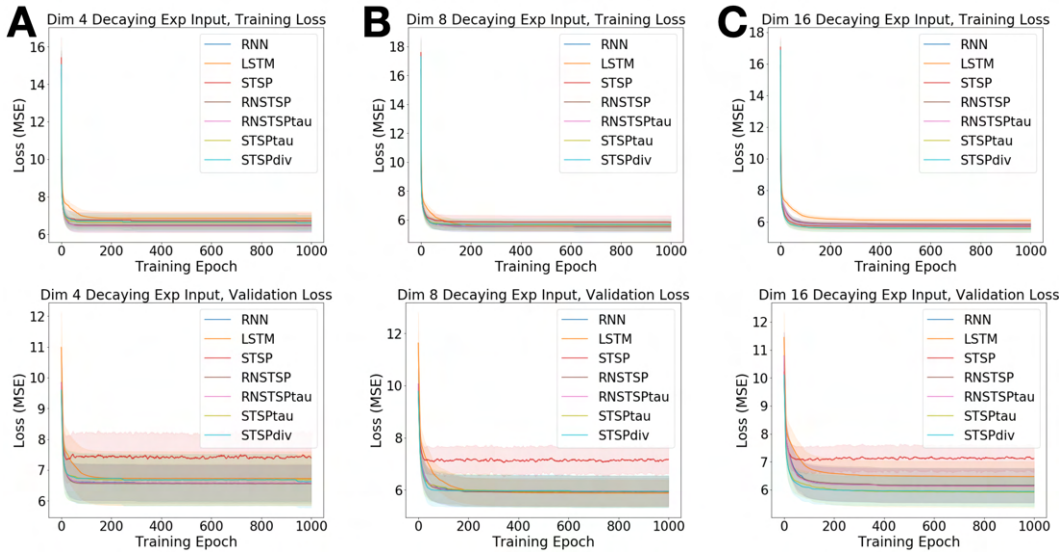 A
Dim 4 Decaying Exp Input, Training Loss
Loss (MSE)
16
14
12
10
8
6
RNN
LSTM
STSP
RNSTSP
RNSTSPtau
STSPtau
STSPdiv
0 200 400 600 800 1000
Training Epoch
B
Dim 8 Decaying Exp Input, Training Loss
Loss (MSE)
18
16
14
12
10
8
6
RNN
LSTM
STSP
RNSTSP
RNSTSPtau
STSPtau
STSPdiv
0 200 400 600 800 1000
Training Epoch
C
Dim 16 Decaying Exp Input, Training Loss
Loss (MSE)
18
16
14
12
10
8
6
RNN
LSTM
STSP
RNSTSP
RNSTSPtau
STSPtau
STSPdiv
0 200 400 600 800 1000
Training Epoch
Dim 4 Decaying Exp Input, Validation Loss
Loss (MSE)
12
11
10
9
8
7
6
RNN
LSTM
STSP
RNSTSP
RNSTSPtau
STSPtau
STSPdiv
0 200 400 600 800 1000
Training Epoch
Dim 8 Decaying Exp Input, Validation Loss
Loss (MSE)
12
10
8
6
RNN
LSTM
STSP
RNSTSP
RNSTSPtau
STSPtau
STSPdiv
0 200 400 600 800 1000
Training Epoch
Dim 16 Decaying Exp Input, Validation Loss
Loss (MSE)
12
11
10
9
8
7
6
RNN
LSTM
STSP
RNSTSP
RNSTSPtau
STSPtau
STSPdiv
0 200 400 600 800 1000
Training Epoch